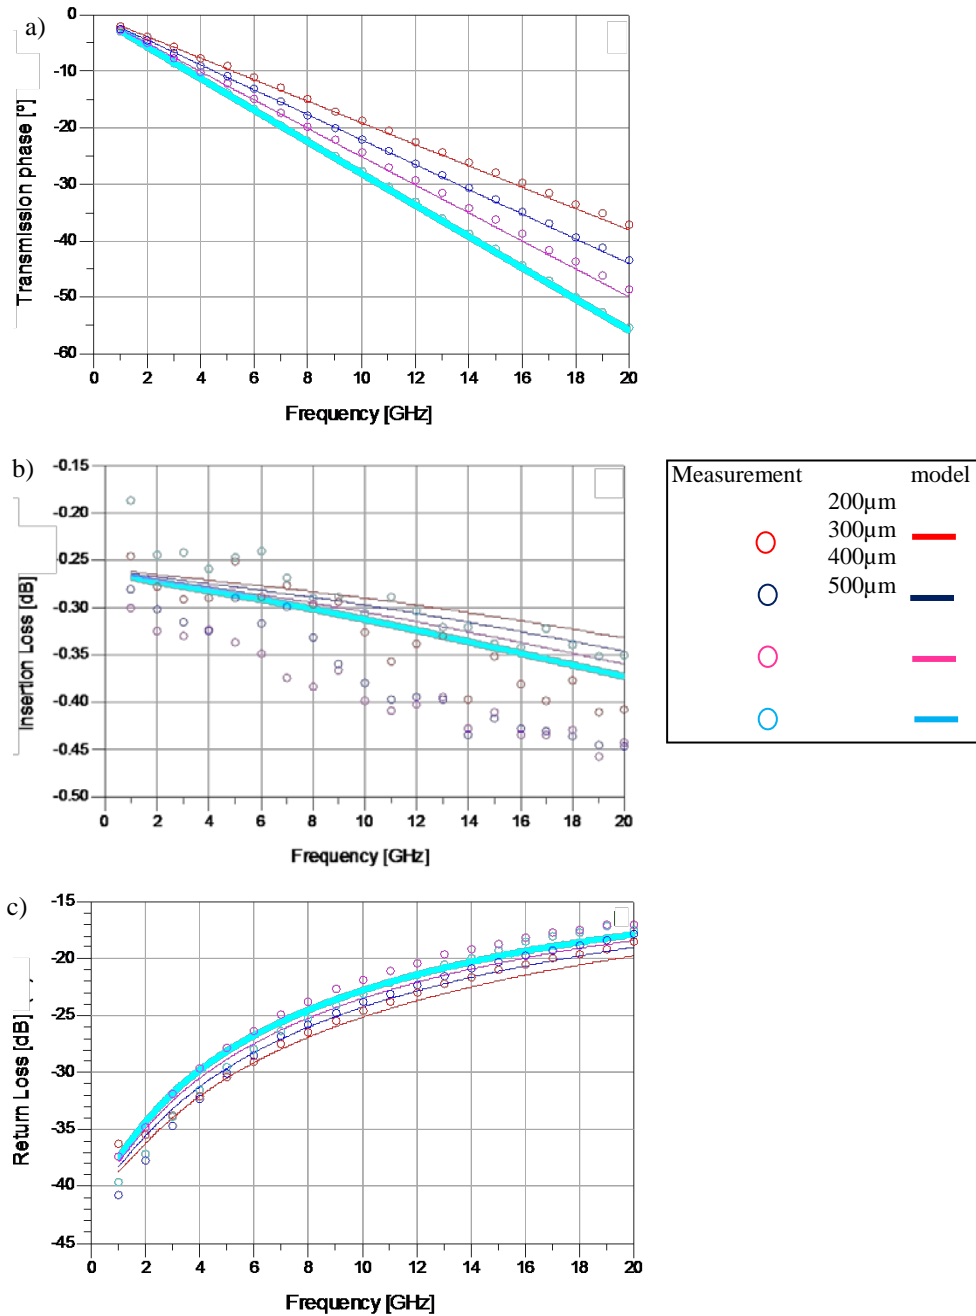 a)
0
-10
-20
-30
-40
-50
-60
Transmission phase [°]
0 2 4 6 8 10 12 14 16 18 20
Frequency [GHz]
b)
-0.15
-0.20
-0.25
-0.30
-0.35
-0.40
-0.45
-0.50
Insertion Loss [dB]
0 2 4 6 8 10 12 14 16 18 20
Frequency [GHz]
Measurement model
200µm
300µm
400µm
500µm
c)
-15
-20
-25
-30
-35
-40
-45
Return Loss [dB]
0 2 4 6 8 10 12 14 16 18 20
Frequency [GHz]